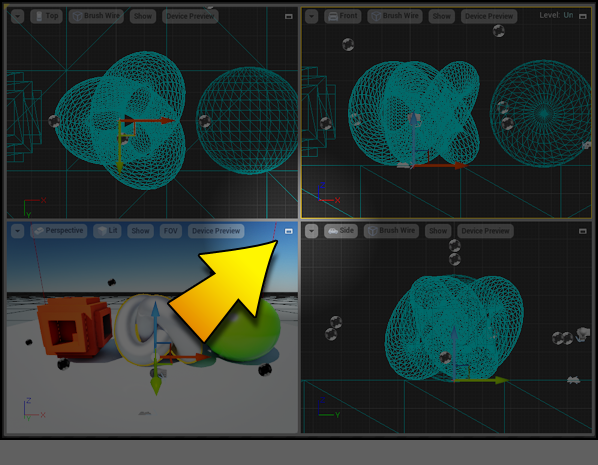 Top Brush Wire Show Device Preview
Front Brush Wire Show Device Preview Level: Un
X
Y
Z
X
Perspective Lit Show FOV Device Preview
Side Brush Wire Show Device Preview
Z
X
Z
Y